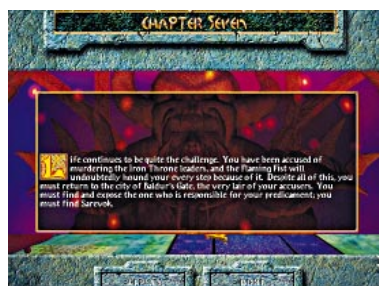 CHAPTER SEVEN
Life continues to be quite the challenge. You have been accused of
murdering the Iron Throne leaders, and the Flaming Fist will
undoubtedly hound your every step because of it. Despite all of this, you
must return to the city of Baldur's Gate, the very lair of your accusers. You
must find and expose the one who is responsible for your predicament; you
must find Sarevok.
DONE